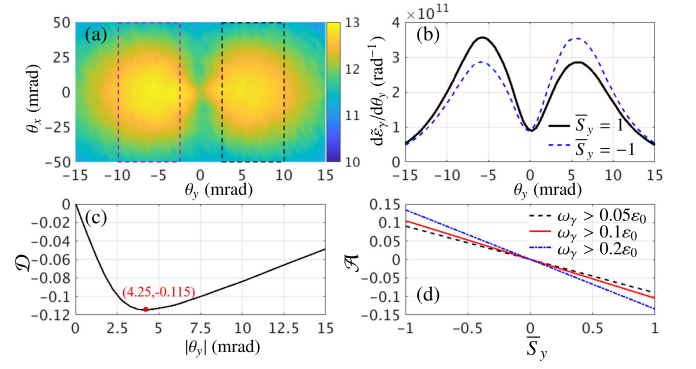 (a)
50
0
-50
θx (mrad)
-15 -10 -5 0 5 10 15
θy (mrad)
13
12
11
10
(b)
× 10^11
4
3
2
1
0
dε̃γ/dθy (rad⁻¹)
S̅y = 1
S̅y = −1
-15 -10 -5 0 5 10 15
θy (mrad)
(c)
0
-0.02
-0.04
-0.06
-0.08
-0.1
-0.12
𝒟
(4.25,-0.115)
0 2.5 5 7.5 10 12.5 15
|θy| (mrad)
(d)
0.15
0.1
0.05
0
-0.05
-0.1
-0.15
𝒜
ωγ > 0.05ε0
ωγ > 0.1ε0
ωγ > 0.2ε0
-1 -0.5 0 0.5 1
S̅y